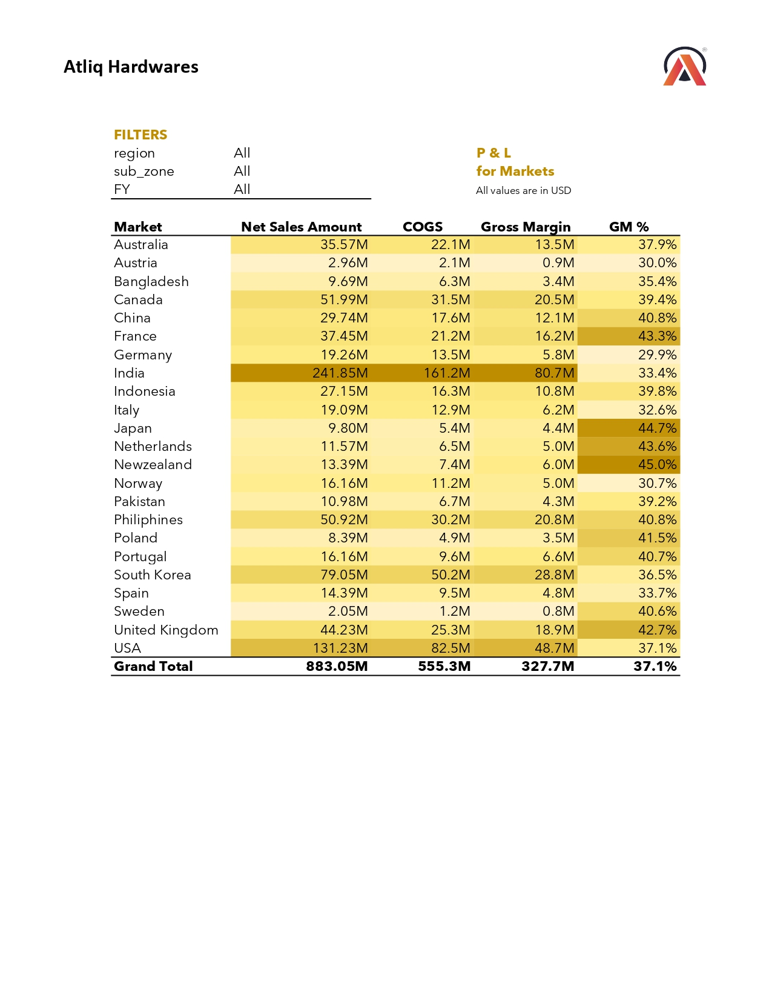 Atliq Hardwares
®
FILTERS
region All P & L
sub_zone All for Markets
FY All All values are in USD
Market Net Sales Amount COGS Gross Margin GM %
Australia 35.57M 22.1M 13.5M 37.9%
Austria 2.96M 2.1M 0.9M 30.0%
Bangladesh 9.69M 6.3M 3.4M 35.4%
Canada 51.99M 31.5M 20.5M 39.4%
China 29.74M 17.6M 12.1M 40.8%
France 37.45M 21.2M 16.2M 43.3%
Germany 19.26M 13.5M 5.8M 29.9%
India 241.85M 161.2M 80.7M 33.4%
Indonesia 27.15M 16.3M 10.8M 39.8%
Italy 19.09M 12.9M 6.2M 32.6%
Japan 9.80M 5.4M 4.4M 44.7%
Netherlands 11.57M 6.5M 5.0M 43.6%
Newzealand 13.39M 7.4M 6.0M 45.0%
Norway 16.16M 11.2M 5.0M 30.7%
Pakistan 10.98M 6.7M 4.3M 39.2%
Philiphines 50.92M 30.2M 20.8M 40.8%
Poland 8.39M 4.9M 3.5M 41.5%
Portugal 16.16M 9.6M 6.6M 40.7%
South Korea 79.05M 50.2M 28.8M 36.5%
Spain 14.39M 9.5M 4.8M 33.7%
Sweden 2.05M 1.2M 0.8M 40.6%
United Kingdom 44.23M 25.3M 18.9M 42.7%
USA 131.23M 82.5M 48.7M 37.1%
Grand Total 883.05M 555.3M 327.7M 37.1%